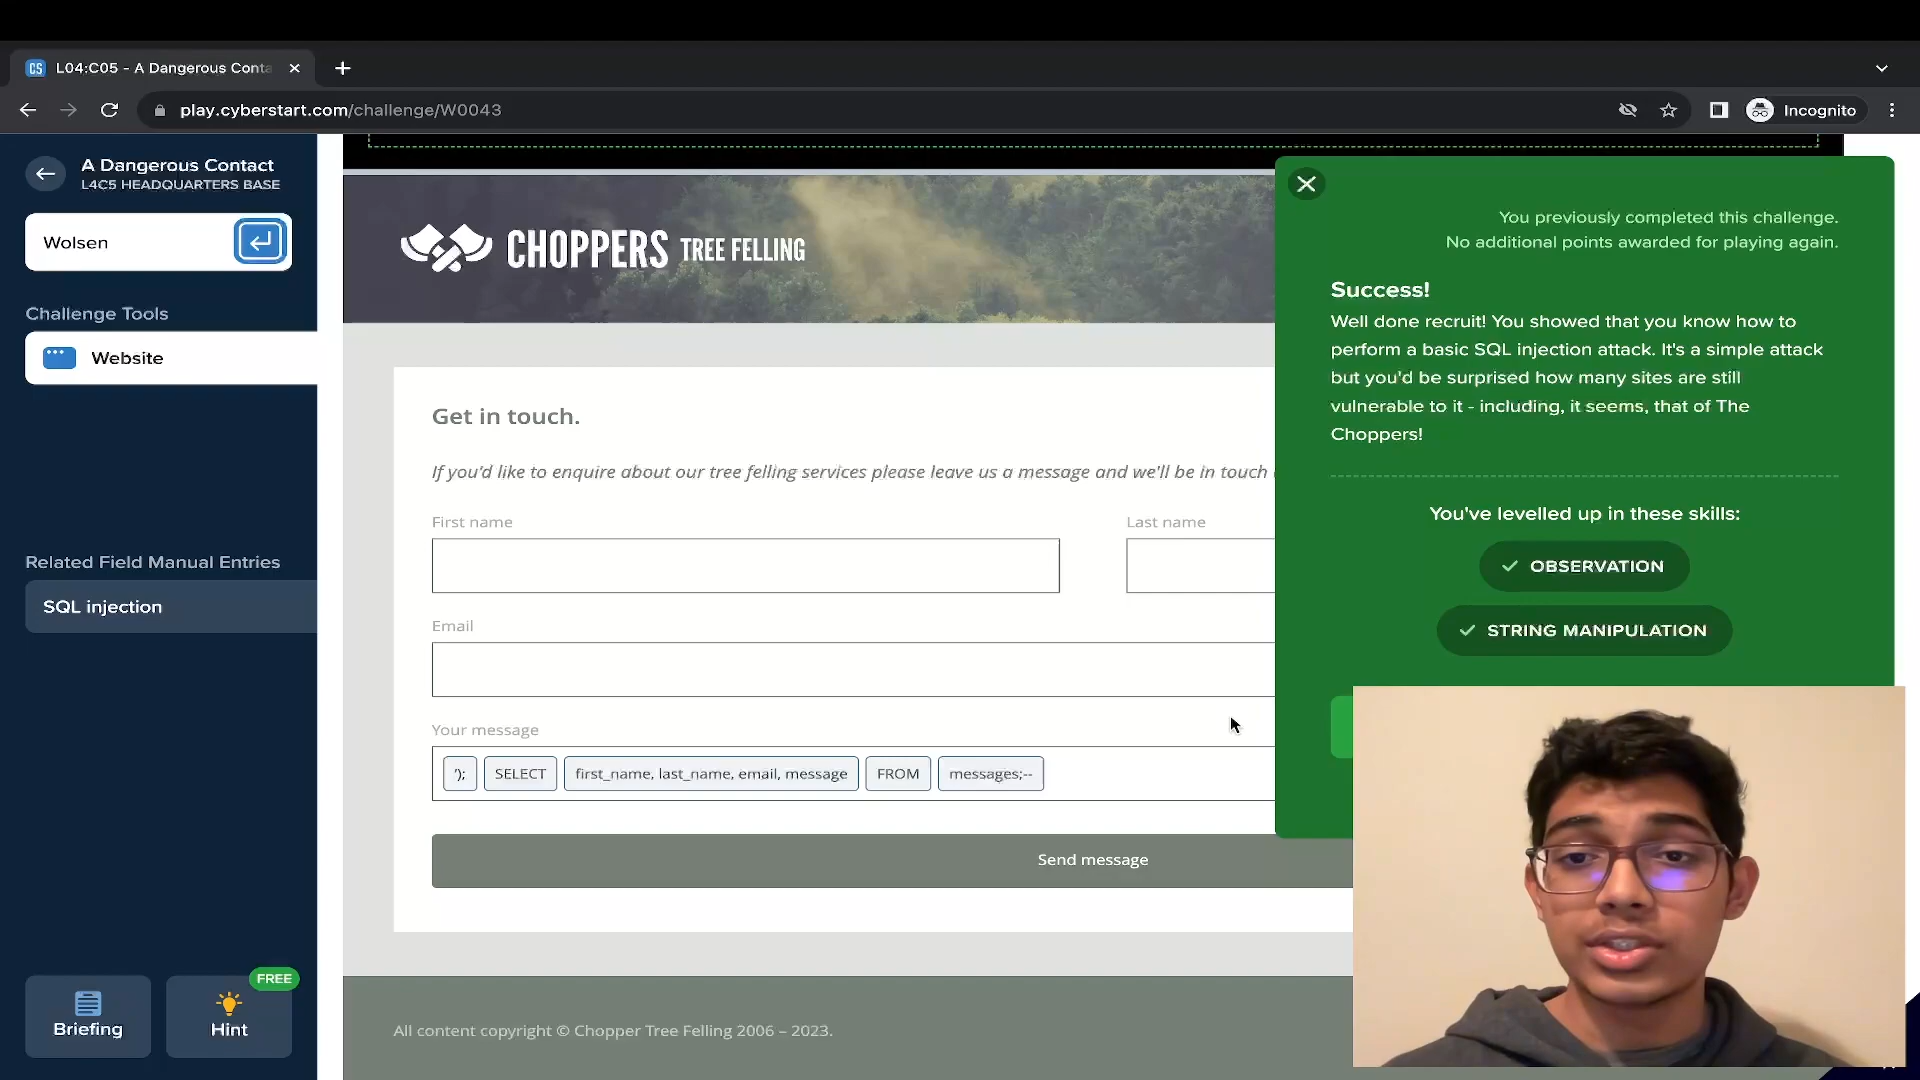 CS L04:C05 - A Dangerous Conta
play.cyberstart.com/challenge/W0043
Incognito
A Dangerous Contact
L4C5 HEADQUARTERS BASE
Wolsen
Challenge Tools
Website
Related Field Manual Entries
SQL injection
FREE
Briefing
Hint
CHOPPERS TREE FELLING
Get in touch.
If you'd like to enquire about our tree felling services please leave us a message and we'll be in touch
First name
Last name
Email
Your message
'); SELECT first_name, last_name, email, message FROM messages;--
Send message
All content copyright © Chopper Tree Felling 2006 – 2023.
You previously completed this challenge.
No additional points awarded for playing again.
Success!
Well done recruit! You showed that you know how to
perform a basic SQL injection attack. It's a simple attack
but you'd be surprised how many sites are still
vulnerable to it - including, it seems, that of The
Choppers!
You've levelled up in these skills:
OBSERVATION
STRING MANIPULATION